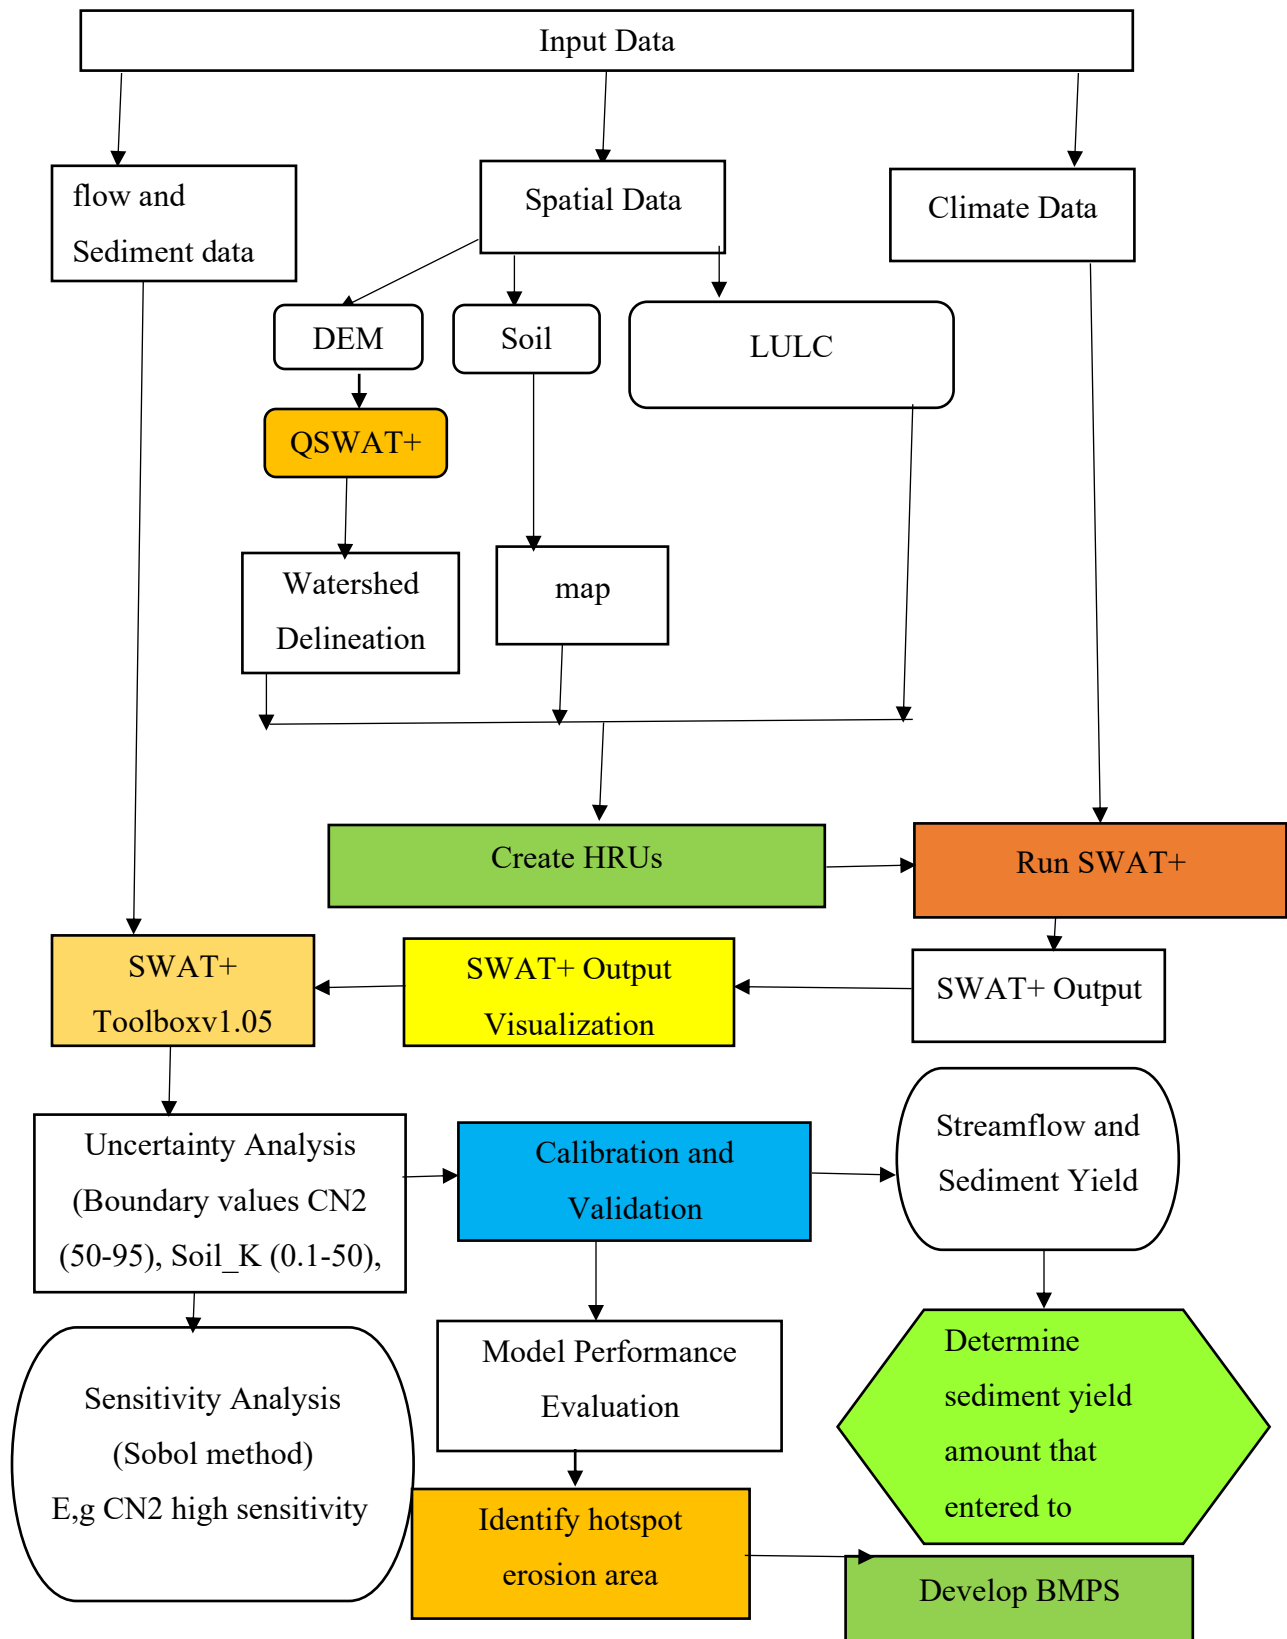 Input Data
flow and
Sediment data
Spatial Data
Climate Data
DEM
Soil
LULC
QSWAT+
Watershed
Delineation
map
Create HRUs
Run SWAT+
SWAT+
Toolboxv1.05
SWAT+ Output
Visualization
SWAT+ Output
Uncertainty Analysis
(Boundary values CN2
(50-95), Soil_K (0.1-50),
Calibration and
Validation
Streamflow and
Sediment Yield
Sensitivity Analysis
(Sobol method)
E,g CN2 high sensitivity
Model Performance
Evaluation
Determine
sediment yield
amount that
entered to
Identify hotspot
erosion area
Develop BMPS